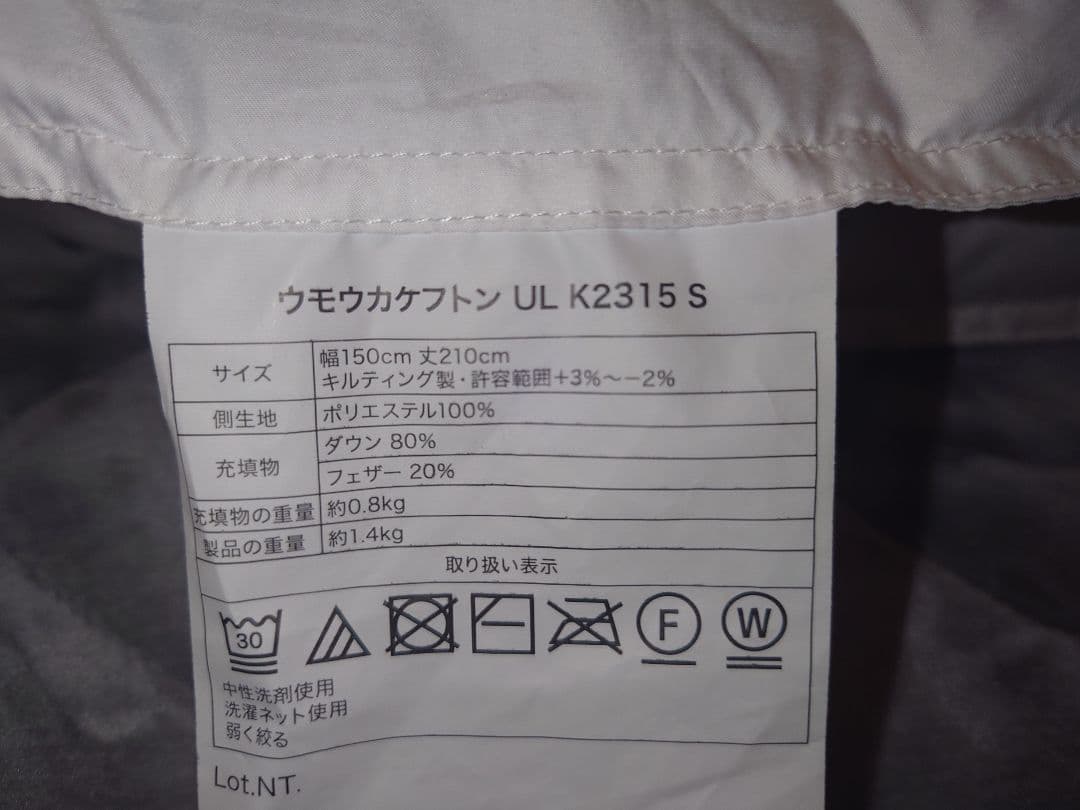 ウモウカケフトン UL K2315 S
サイズ
幅150cm 丈210cm
キルティング製・許容範囲+3%〜−2%
側生地
ポリエステル100%
充填物
ダウン 80%
フェザー 20%
充填物の重量
約0.8kg
製品の重量
約1.4kg
取り扱い表示
30
F
W
中性洗剤使用
洗濯ネット使用
弱く絞る
Lot.NT.